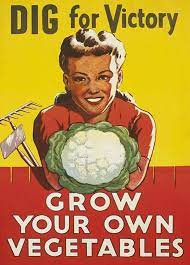 DIG for Victory
GROW
YOUR OWN
VEGETABLES